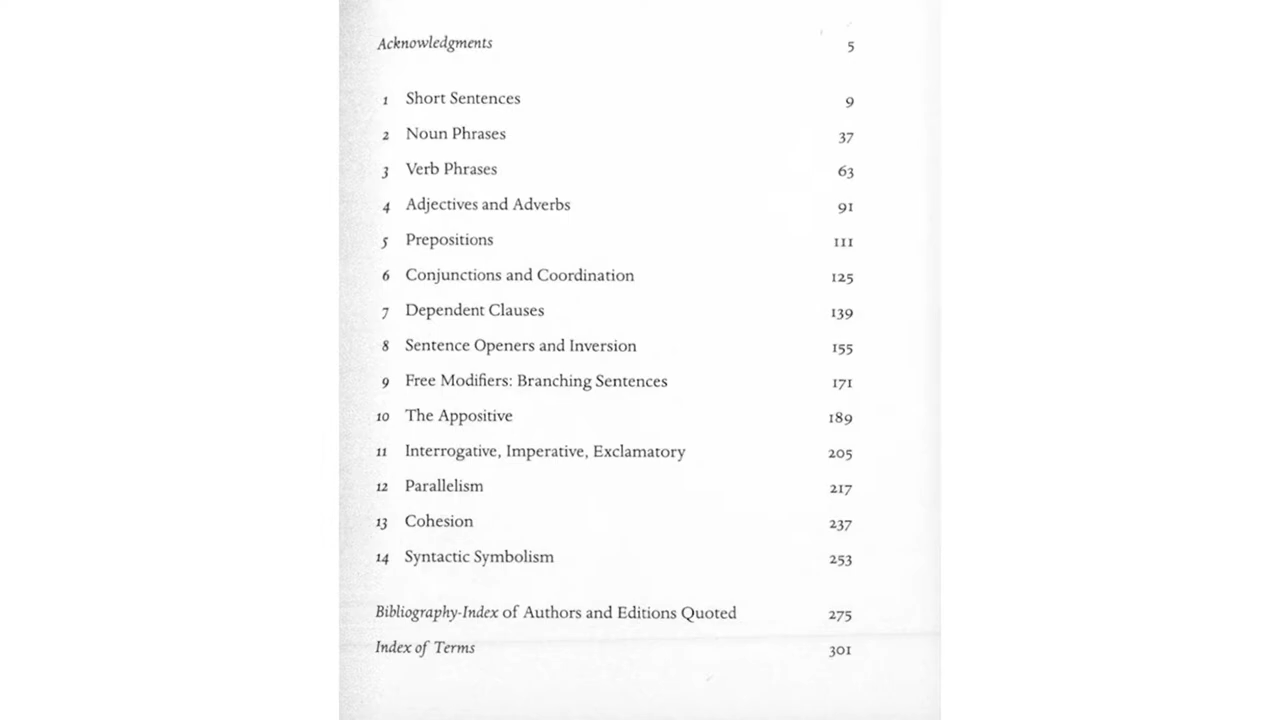 Acknowledgments 5
1 Short Sentences 9
2 Noun Phrases 37
3 Verb Phrases 63
4 Adjectives and Adverbs 91
5 Prepositions 111
6 Conjunctions and Coordination 125
7 Dependent Clauses 139
8 Sentence Openers and Inversion 155
9 Free Modifiers: Branching Sentences 171
10 The Appositive 189
11 Interrogative, Imperative, Exclamatory 205
12 Parallelism 217
13 Cohesion 237
14 Syntactic Symbolism 253
Bibliography-Index of Authors and Editions Quoted 275
Index of Terms 301